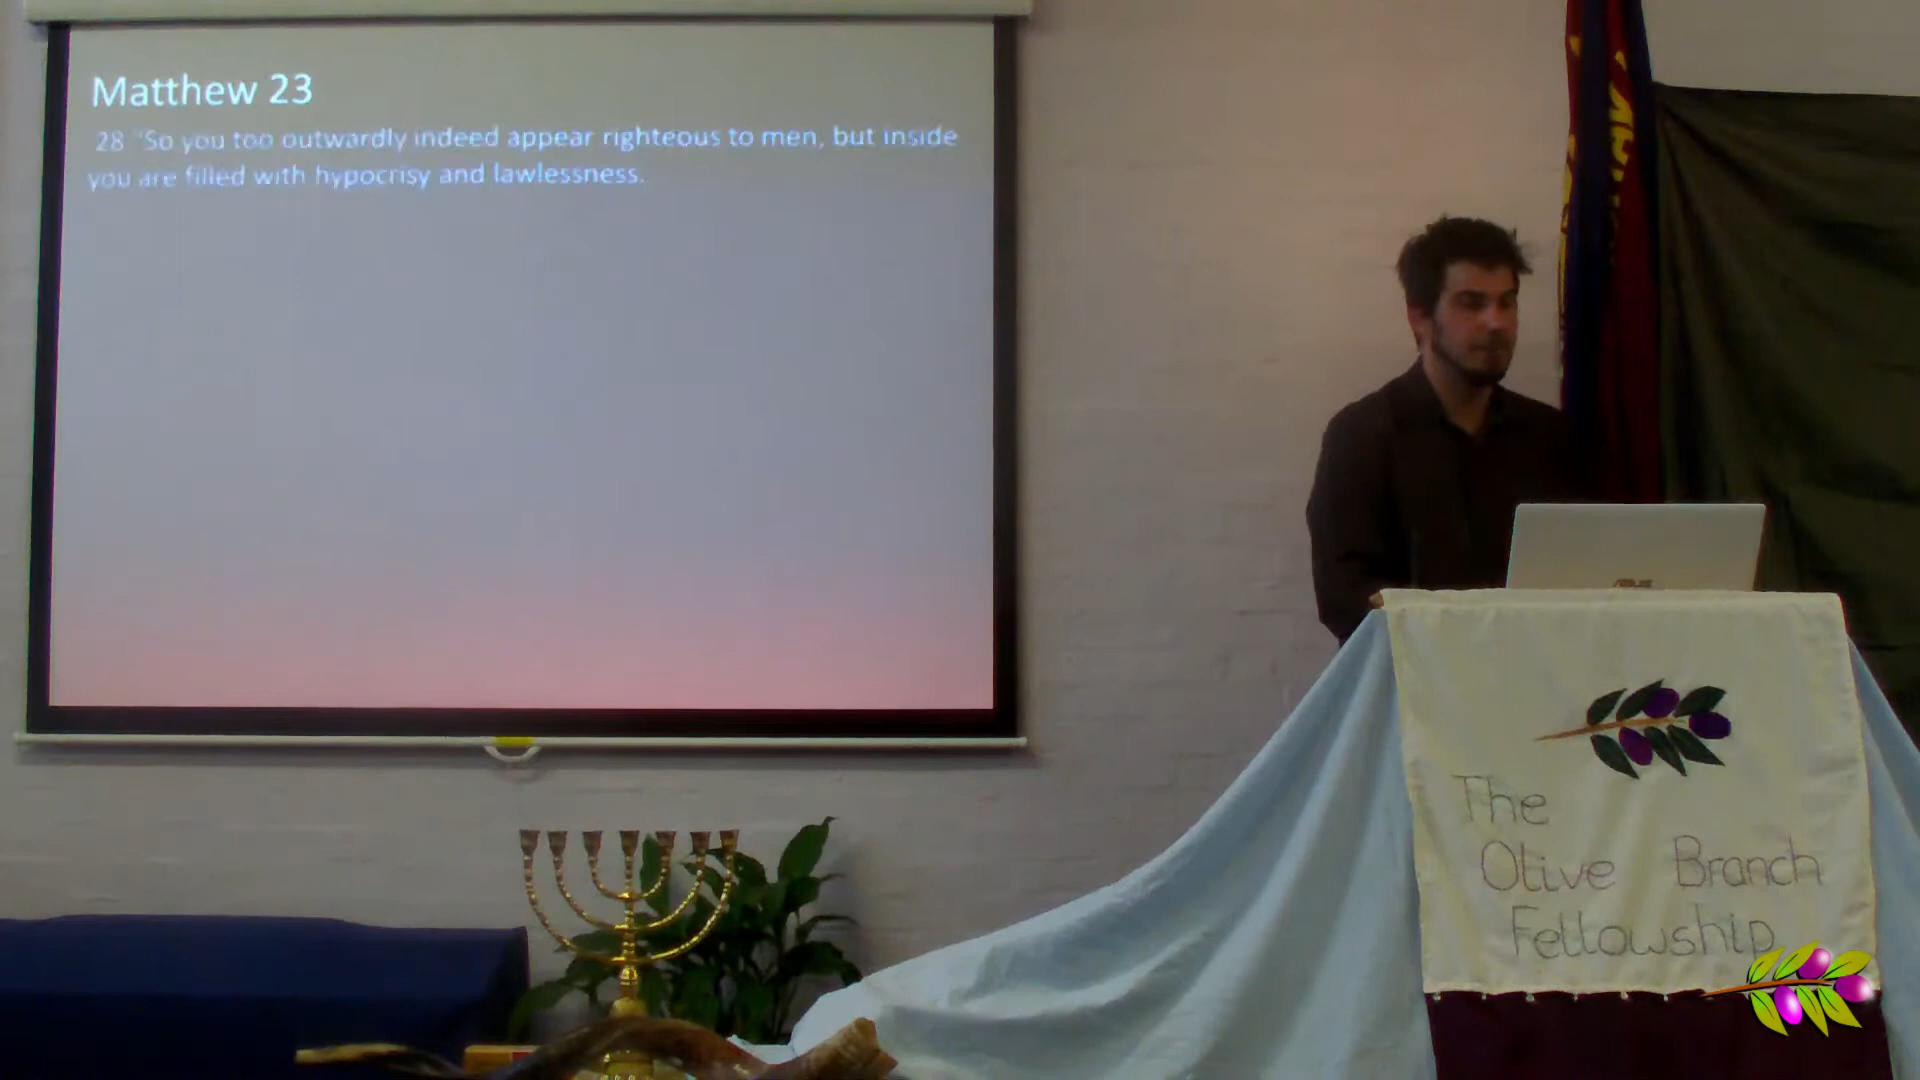 Matthew 23
28 "So you too outwardly indeed appear righteous to men, but inside
you are filled with hypocrisy and lawlessness.
ASUS
The
Olive Branch
Fellowship